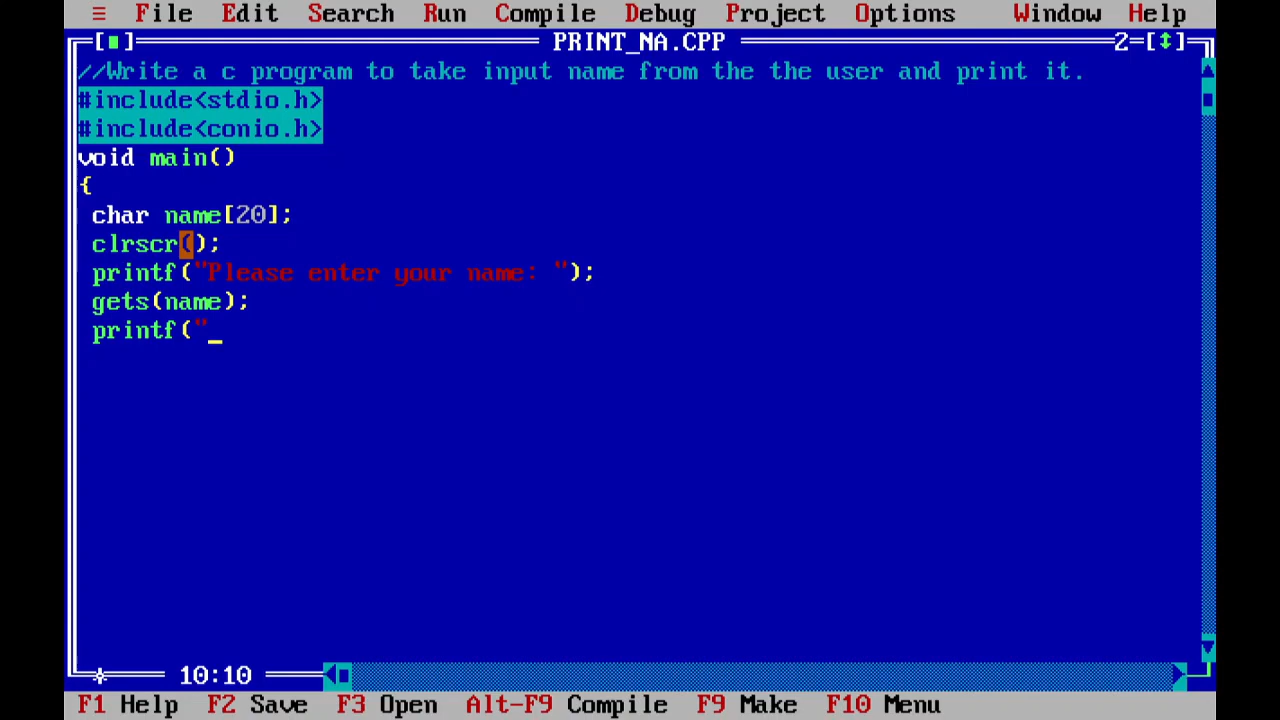 ≡ File Edit Search Run Compile Debug Project Options Window Help
[■] PRINT_NA.CPP 2=[↕]
//Write a c program to take input name from the the user and print it.
#include<stdio.h>
#include<conio.h>
void main()
{
char name[20];
clrscr();
printf("Please enter your name: ");
gets(name);
printf("_
10:10
F1 Help F2 Save F3 Open Alt-F9 Compile F9 Make F10 Menu